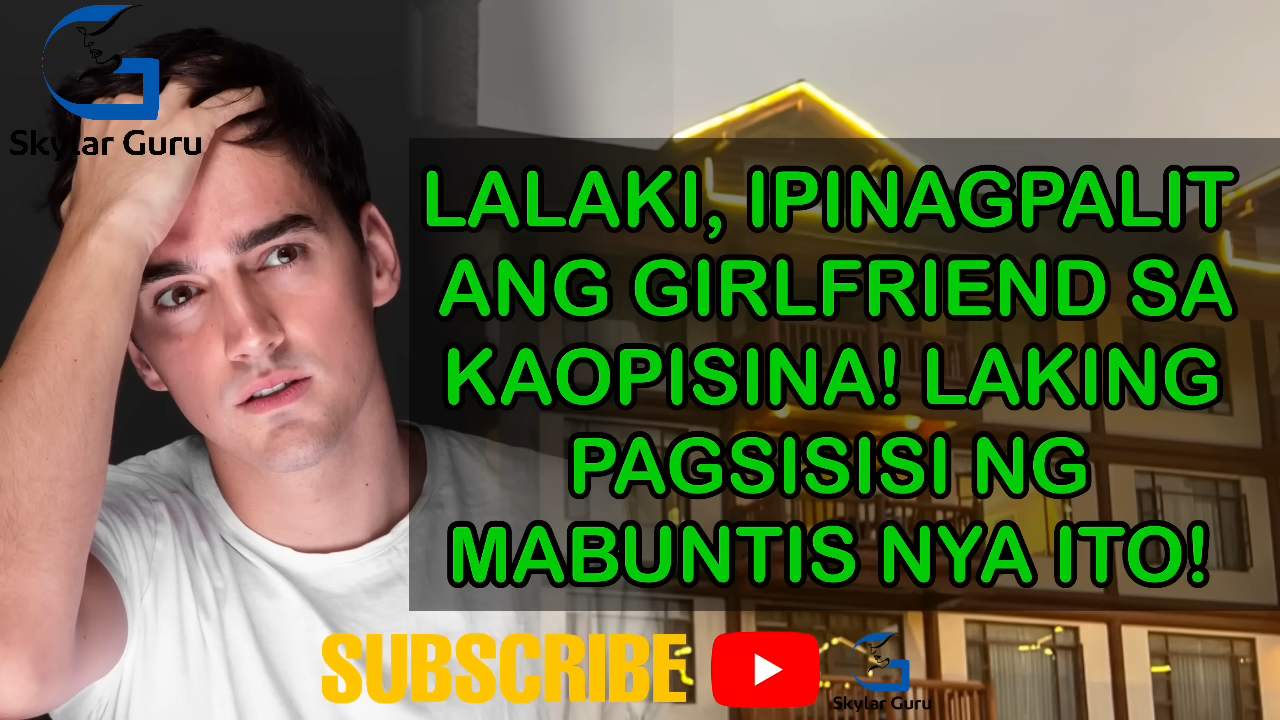 Skylar Guru
LALAKI, IPINAGPALIT
ANG GIRLFRIEND SA
KAOPISINA! LAKING
PAGSISISI NG
MABUNTIS NYA ITO!
SUBSCRIBE
Skylar Guru